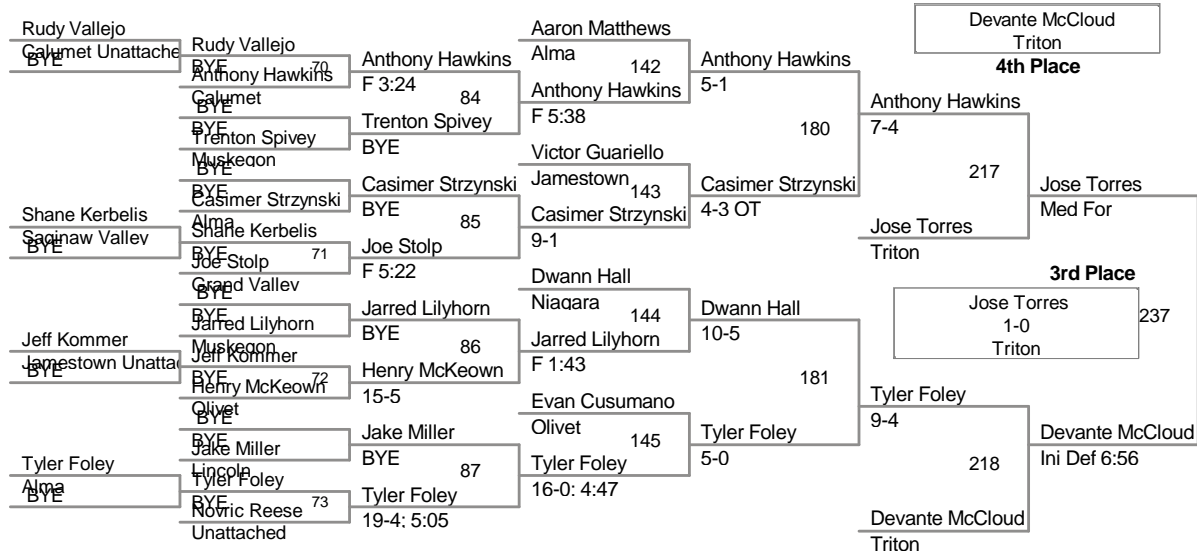 Rudy Vallejo
Calumet Unattache
BYE
Shane Kerbelis
Saginaw Valley
BYE
Jeff Kommer
Jamestown Unattac
BYE
Tyler Foley
Alma
BYE
Rudy Vallejo
BYE
70
Anthony Hawkins
Calumet
BYE
BYE
Trenton Spivey
Muskegon
BYE
BYE
Casimer Strzynski
Alma
Shane Kerbelis
BYE
71
Joe Stolp
Grand Valley
BYE
BYE
Jarred Lilyhorn
Muskegon
Jeff Kommer
BYE
72
Henry McKeown
Olivet
BYE
BYE
Jake Miller
Lincoln
Tyler Foley
BYE
73
Novric Reese
Unattached
Anthony Hawkins
F 3:24
84
Trenton Spivey
BYE
Casimer Strzynski
BYE
85
Joe Stolp
F 5:22
Jarred Lilyhorn
BYE
86
Henry McKeown
15-5
Jake Miller
BYE
87
Tyler Foley
19-4; 5:05
Aaron Matthews
Alma
142
Anthony Hawkins
F 5:38
Victor Guariello
Jamestown
143
Casimer Strzynski
9-1
Dwann Hall
Niagara
144
Jarred Lilyhorn
F 1:43
Evan Cusumano
Olivet
145
Tyler Foley
16-0; 4:47
Anthony Hawkins
5-1
180
Casimer Strzynski
4-3 OT
Dwann Hall
10-5
181
Tyler Foley
5-0
Anthony Hawkins
7-4
217
Jose Torres
Triton
Tyler Foley
9-4
218
Devante McCloud
Triton
Jose Torres
Med For
237
Devante McCloud
Ini Def 6:56
Devante McCloud
Triton
4th Place
3rd Place
Jose Torres
1-0
Triton